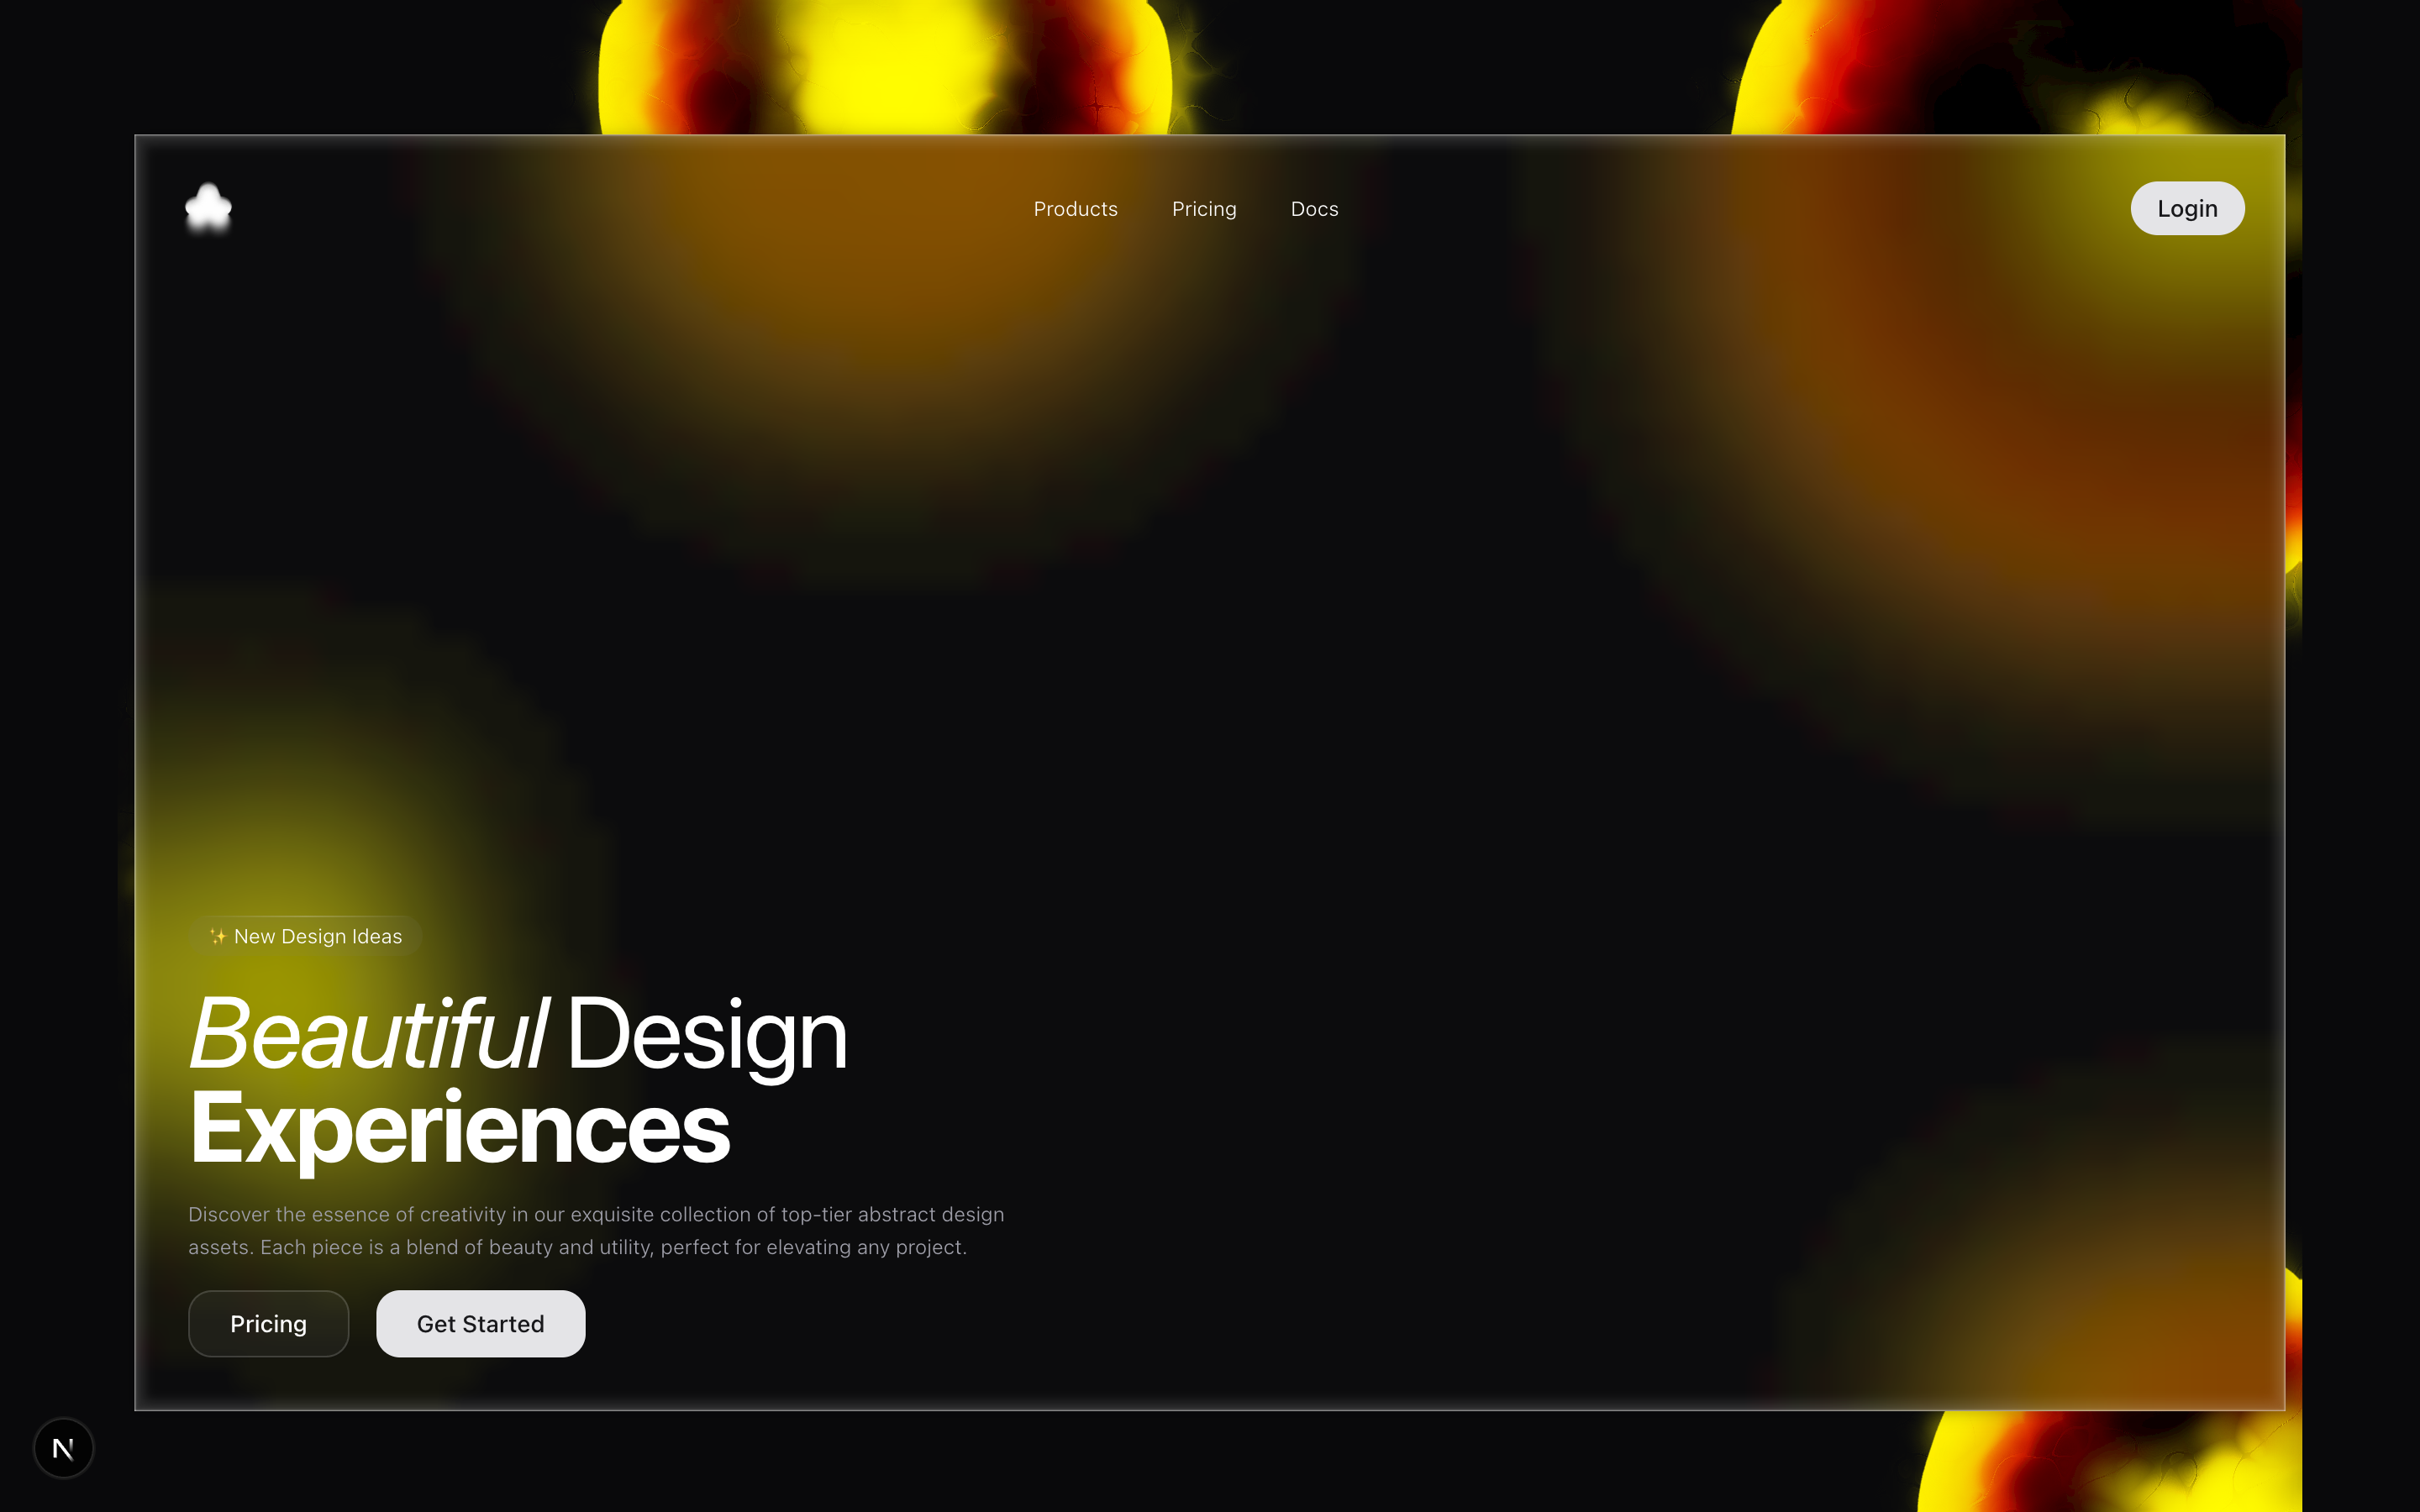 Products Pricing Docs Login
✨ New Design Ideas
Beautiful Design
Experiences
Discover the essence of creativity in our exquisite collection of top-tier abstract design
assets. Each piece is a blend of beauty and utility, perfect for elevating any project.
Pricing Get Started
N